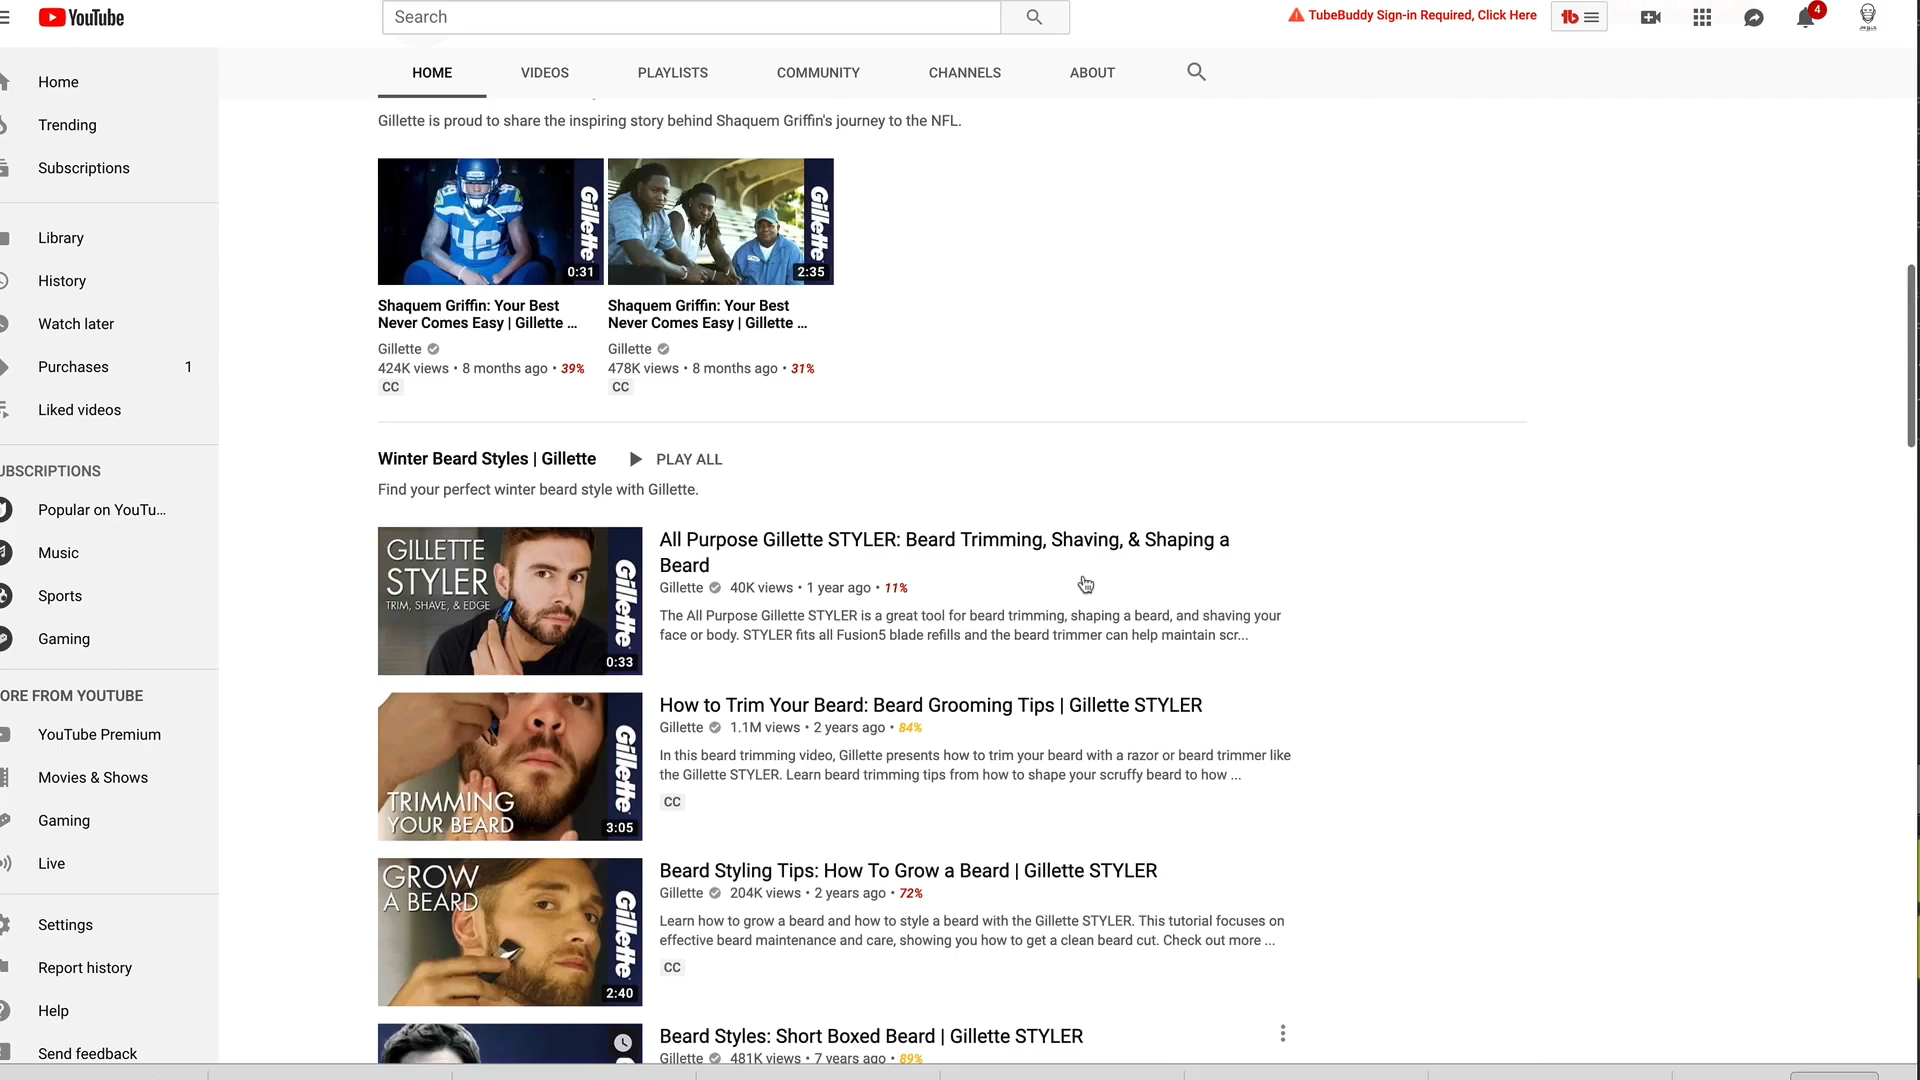 YouTube
Search
TubeBuddy Sign-in Required, Click Here
tb
4
HOME
VIDEOS
PLAYLISTS
COMMUNITY
CHANNELS
ABOUT
Home
Trending
Subscriptions
Library
History
Watch later
Purchases 1
Liked videos
UBSCRIPTIONS
Popular on YouTu...
Music
Sports
Gaming
ORE FROM YOUTUBE
YouTube Premium
Movies & Shows
Gaming
Live
Settings
Report history
Help
Send feedback
Gillette is proud to share the inspiring story behind Shaquem Griffin's journey to the NFL.
49
Gillette
0:31
Shaquem Griffin: Your Best
Never Comes Easy | Gillette ...
Gillette
424K views • 8 months ago • 39%
CC
Gillette
2:35
Shaquem Griffin: Your Best
Never Comes Easy | Gillette ...
Gillette
478K views • 8 months ago • 31%
CC
Winter Beard Styles | Gillette
PLAY ALL
Find your perfect winter beard style with Gillette.
GILLETTE
STYLER
TRIM, SHAVE, & EDGE
Gillette
0:33
All Purpose Gillette STYLER: Beard Trimming, Shaving, & Shaping a
Beard
Gillette 40K views • 1 year ago • 11%
The All Purpose Gillette STYLER is a great tool for beard trimming, shaping a beard, and shaving your
face or body. STYLER fits all Fusion5 blade refills and the beard trimmer can help maintain scr...
TRIMMING
YOUR BEARD
Gillette
3:05
How to Trim Your Beard: Beard Grooming Tips | Gillette STYLER
Gillette 1.1M views • 2 years ago • 84%
In this beard trimming video, Gillette presents how to trim your beard with a razor or beard trimmer like
the Gillette STYLER. Learn beard trimming tips from how to shape your scruffy beard to how ...
CC
GROW
A BEARD
Gillette
2:40
Beard Styling Tips: How To Grow a Beard | Gillette STYLER
Gillette 204K views • 2 years ago • 72%
Learn how to grow a beard and how to style a beard with the Gillette STYLER. This tutorial focuses on
effective beard maintenance and care, showing you how to get a clean beard cut. Check out more ...
CC
Beard Styles: Short Boxed Beard | Gillette STYLER
Gillette 481K views • 7 years ago • 89%